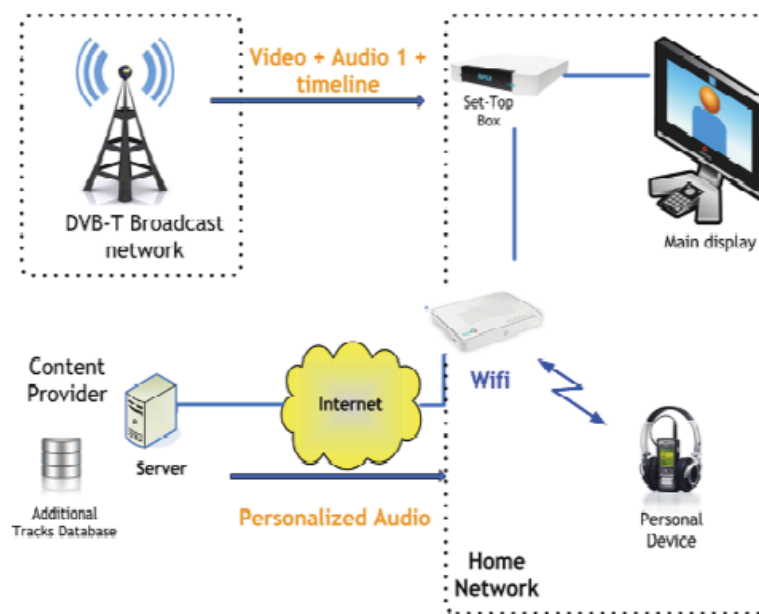 Video + Audio 1 +
timeline
Set-Top
Box
DVB-T Broadcast
network
Main display
Content
Provider
Internet
Wifi
Server
Additional
Tracks Database
Personalized Audio
Personal
Device
Home
Network